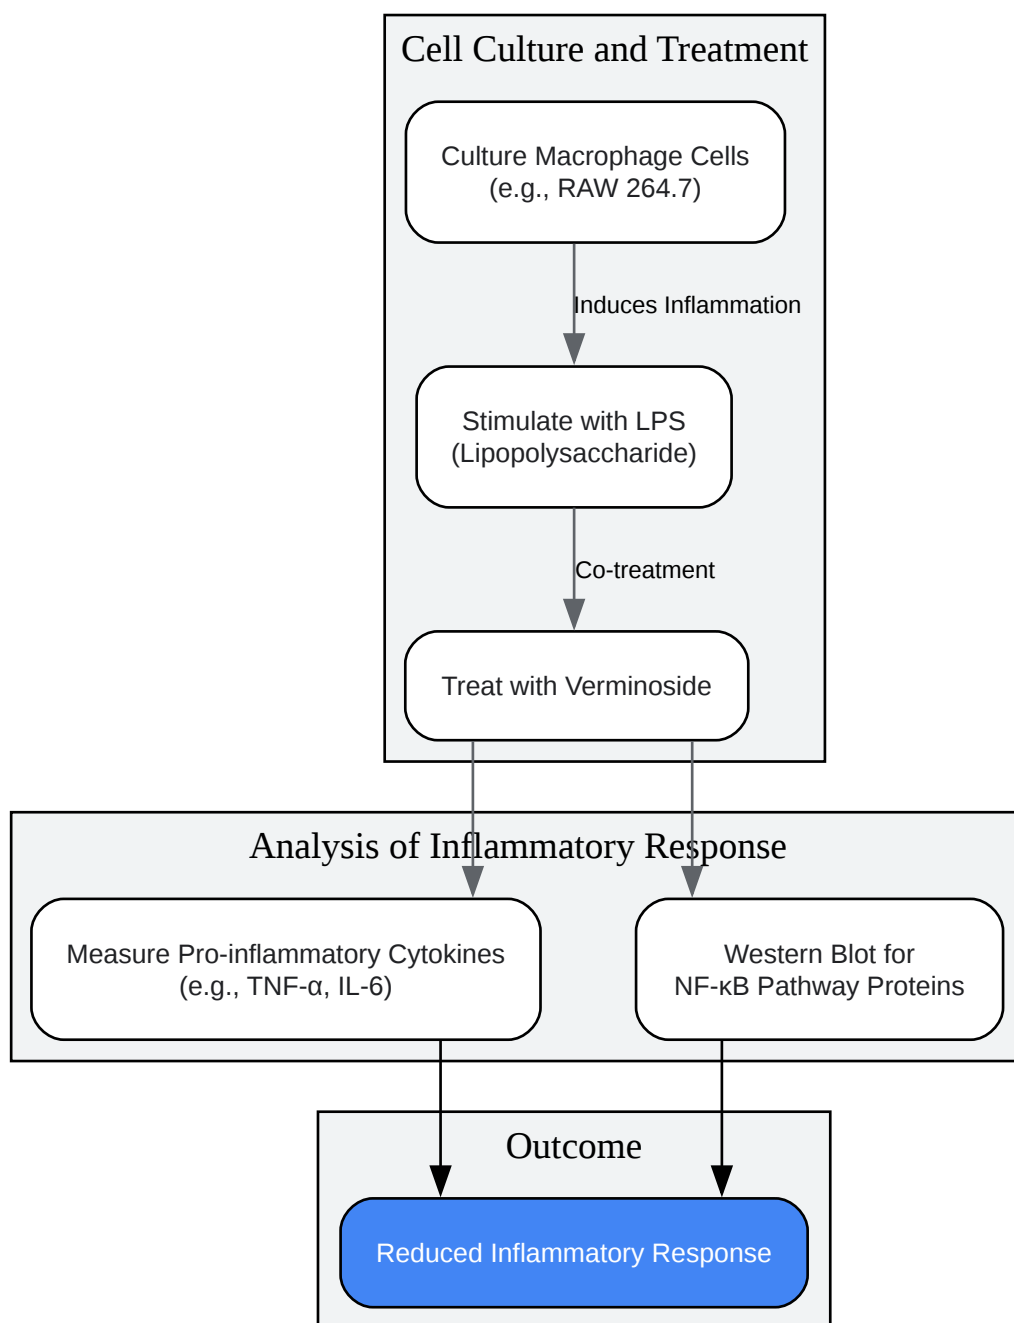 Cell Culture and Treatment
Culture Macrophage Cells
(e.g., RAW 264.7)
Induces Inflammation
Stimulate with LPS
(Lipopolysaccharide)
Co-treatment
Treat with Verminoside
Analysis of Inflammatory Response
Measure Pro-inflammatory Cytokines
(e.g., TNF-α, IL-6)
Western Blot for
NF-κB Pathway Proteins
Outcome
Reduced Inflammatory Response